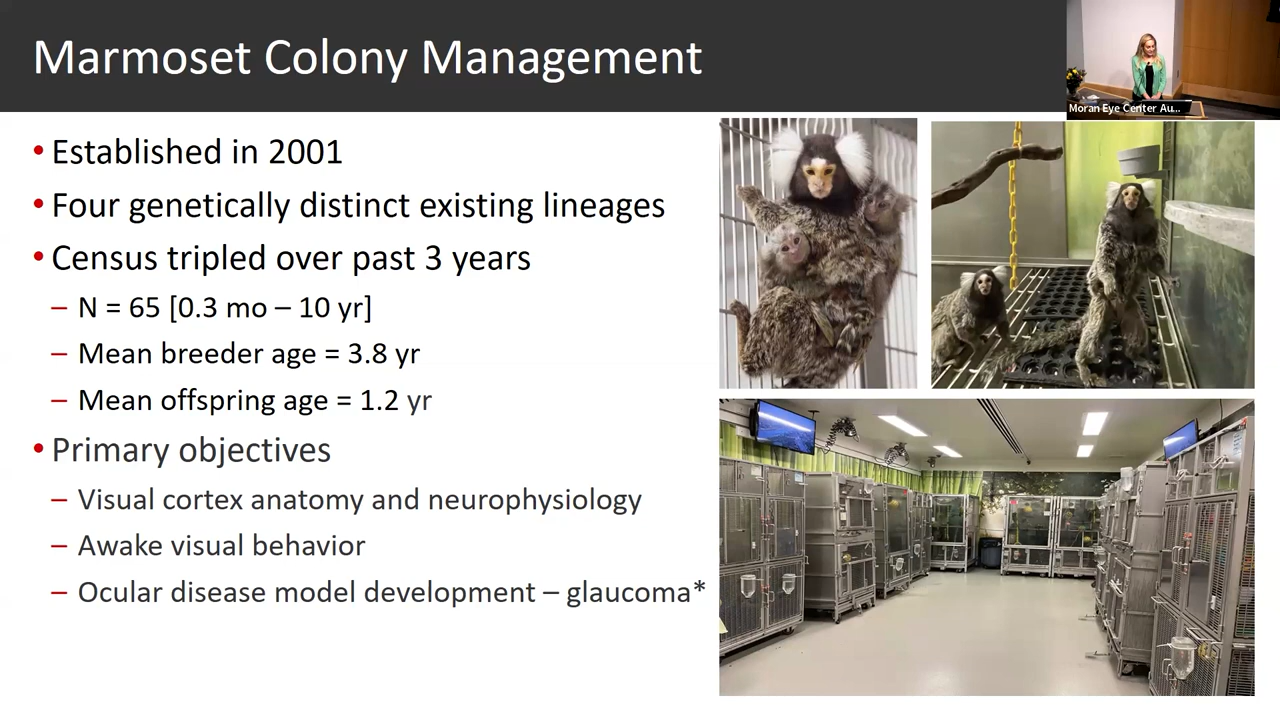 Marmoset Colony Management
Moran Eye Center Au...
• Established in 2001
• Four genetically distinct existing lineages
• Census tripled over past 3 years
– N = 65 [0.3 mo – 10 yr]
– Mean breeder age = 3.8 yr
– Mean offspring age = 1.2 yr
• Primary objectives
– Visual cortex anatomy and neurophysiology
– Awake visual behavior
– Ocular disease model development – glaucoma*